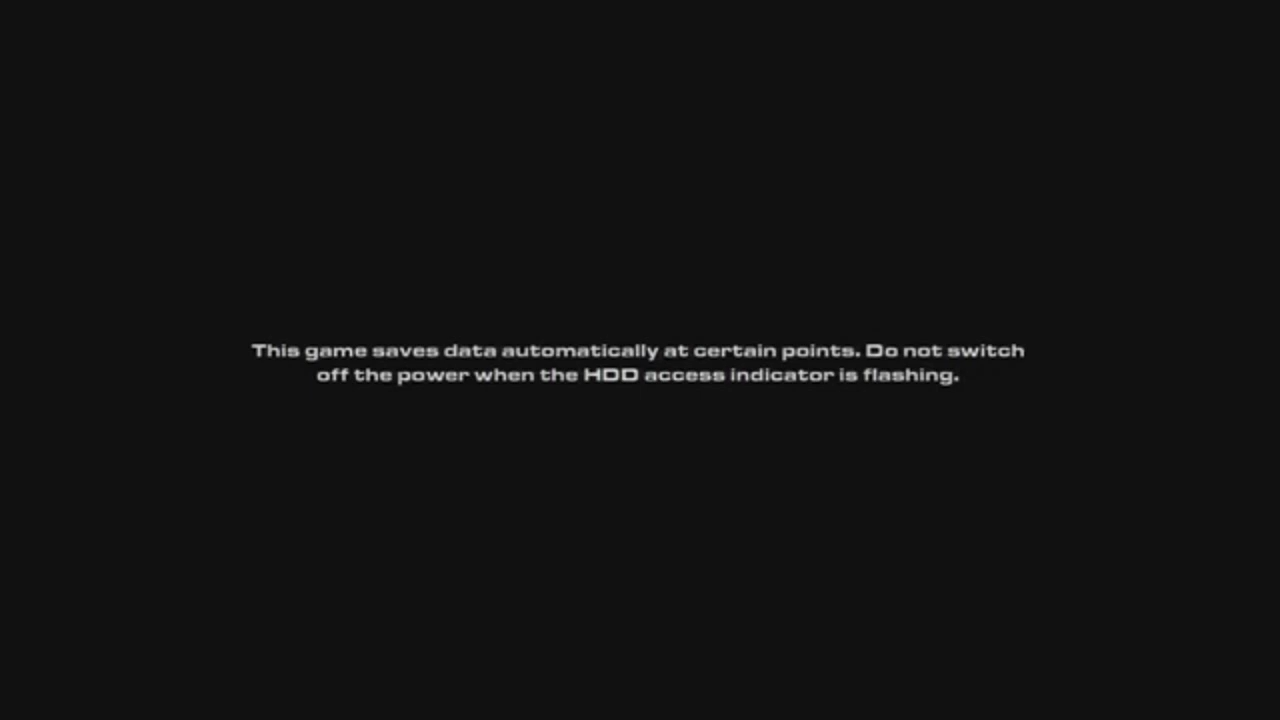 This game saves data automatically at certain points. Do not switch
off the power when the HDD access indicator is flashing.